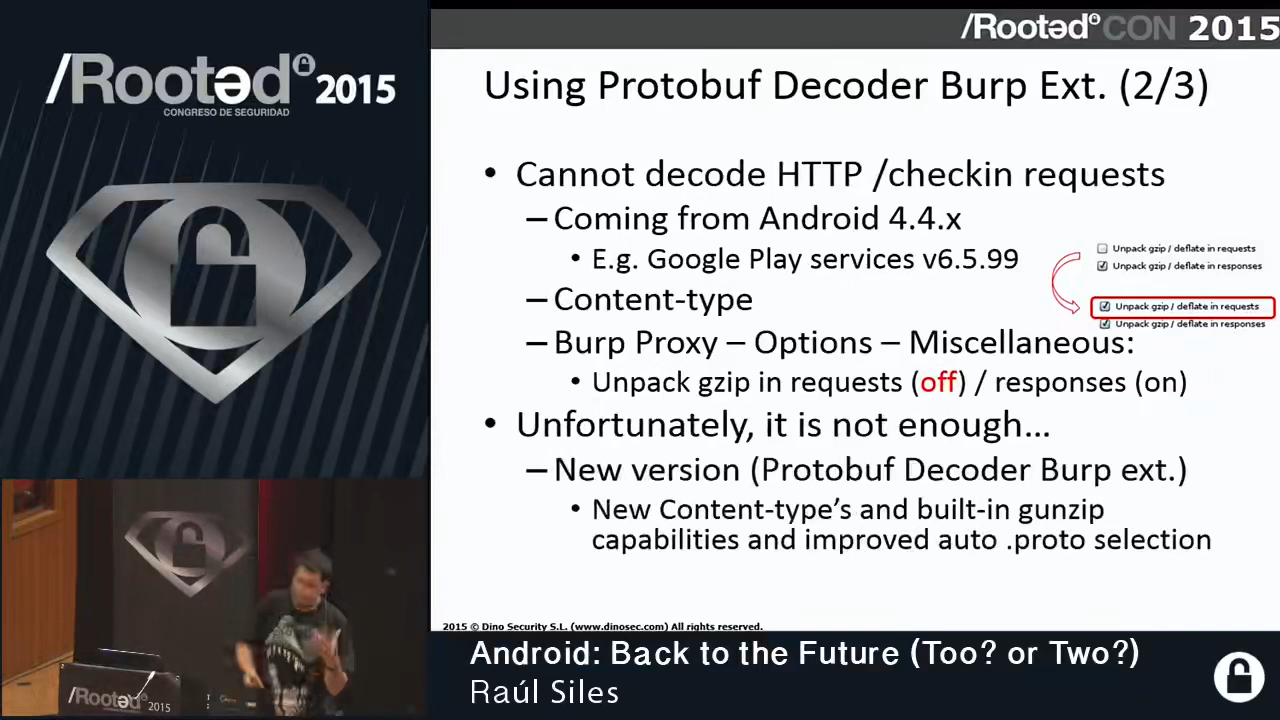 /Rootəd 2015
CONGRESO DE SEGURIDAD
/Rootəd CON 2015
Using Protobuf Decoder Burp Ext. (2/3)
• Cannot decode HTTP /checkin requests
– Coming from Android 4.4.x
• E.g. Google Play services v6.5.99
– Content-type
– Burp Proxy – Options – Miscellaneous:
• Unpack gzip in requests (off) / responses (on)
Unpack gzip / deflate in requests
Unpack gzip / deflate in responses
Unpack gzip / deflate in requests
Unpack gzip / deflate in responses
• Unfortunately, it is not enough…
– New version (Protobuf Decoder Burp ext.)
• New Content-type’s and built-in gunzip
capabilities and improved auto .proto selection
2015 © Dino Security S.L. (www.dinosec.com) All rights reserved.
/Rootəd 2015
Android: Back to the Future (Too? or Two?)
Raúl Siles